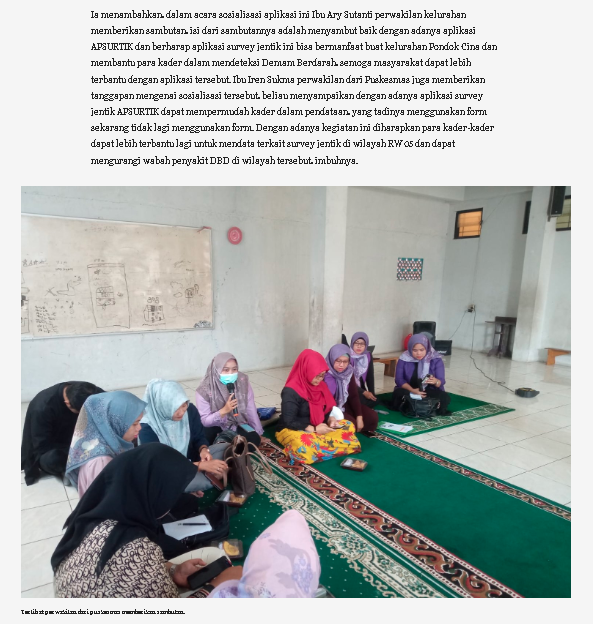 Ia menambahkan, dalam acara sosialisasi aplikasi ini Ibu Ary Sutanti perwakilan kelurahan
memberikan sambutan, isi dari sambutannya adalah menyambut baik dengan adanya aplikasi
APSURTIK dan berharap aplikasi survey jentik ini bisa bermanfaat buat kelurahan Pondok Cina dan
membantu para kader dalam mendeteksi Demam Berdarah, semoga masyarakat dapat lebih
terbantu dengan aplikasi tersebut. Ibu Iren Sukma perwakilan dari Puskesmas juga memberikan
tanggapan mengenai sosialisasi tersebut, beliau menyampaikan dengan adanya aplikasi survey
jentik APSURTIK dapat mempermudah kader dalam pendataan, yang tadinya menggunakan form
sekarang tidak lagi menggunakan form. Dengan adanya kegiatan ini diharapkan para kader-kader
dapat lebih terbantu lagi untuk mendata terkait survey jentik di wilayah RW 05 dan dapat
mengurangi wabah penyakit DBD di wilayah tersebut, imbuhnya.
Terlihat perwakilan dari puskesmas memberikan sambutan.